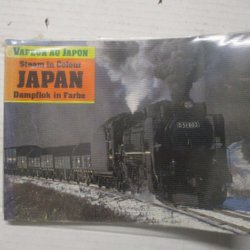 VAPEUR AU JAPON
Steam in Colour
JAPAN
Dampflok in Farbe